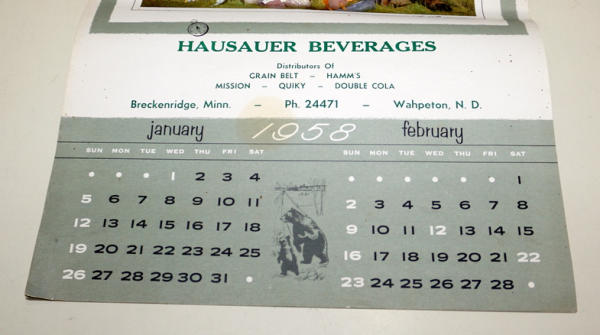 HAUSAUER BEVERAGES
Distributors Of
GRAIN BELT — HAMM'S
MISSION — QUIKY — DOUBLE COLA
Breckenridge, Minn. — Ph. 24471 — Wahpeton, N. D.
january 1958 february
SUN MON TUE WED THU FRI SAT
• • • 1 2 3 4
5 6 7 8 9 10 11
12 13 14 15 16 17 18
19 20 21 22 23 24 25
26 27 28 29 30 31 •
SUN MON TUE WED THU FRI SAT
• • • • • • 1
2 3 4 5 6 7 8
9 10 11 12 13 14 15
16 17 18 19 20 21 22
23 24 25 26 27 28 •